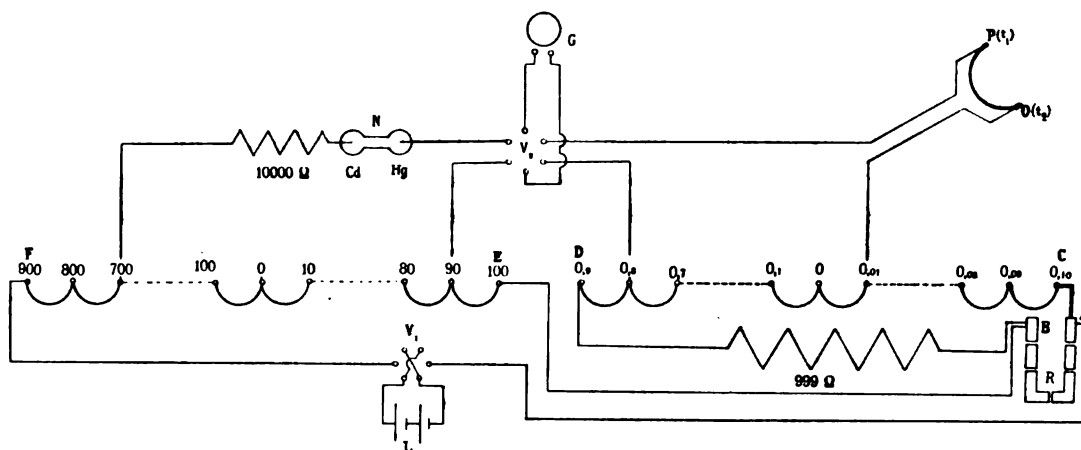 G
P(t₁)
O(t₂)
N
V₂
10000 Ω
Cd
Hg
F
E
D
C
900 800 700 100 0 10 80 90 100
0,9 0,8 0,7 0,1 0 0,01 0,08 0,09 0,10
V₁
B
R
999 Ω
L